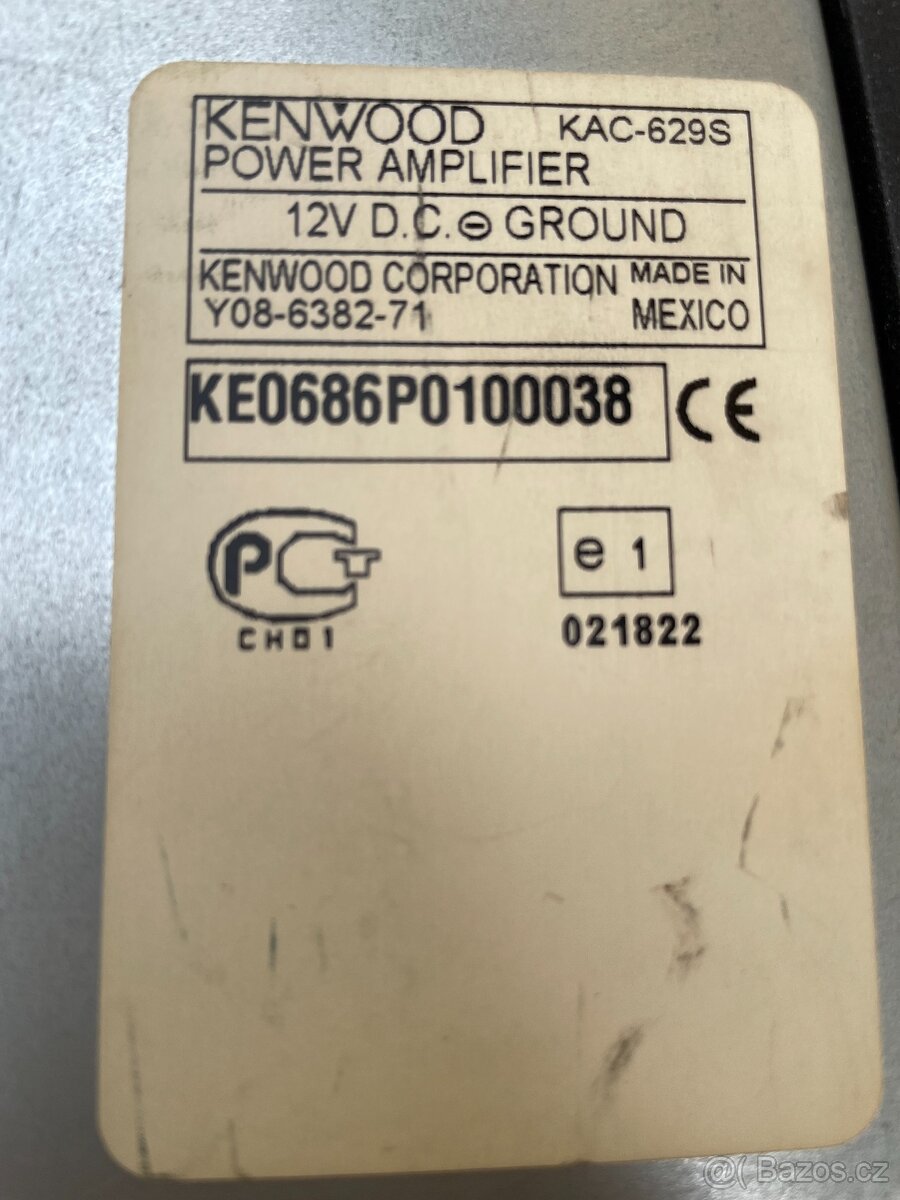 KENWOOD KAC-629S
POWER AMPLIFIER
12V D.C. ⊖ GROUND
KENWOOD CORPORATION MADE IN
Y08-6382-71 MEXICO
KE0686P0100038 CE
PCT
CH01
e 1
021822
@( Bazos.cz